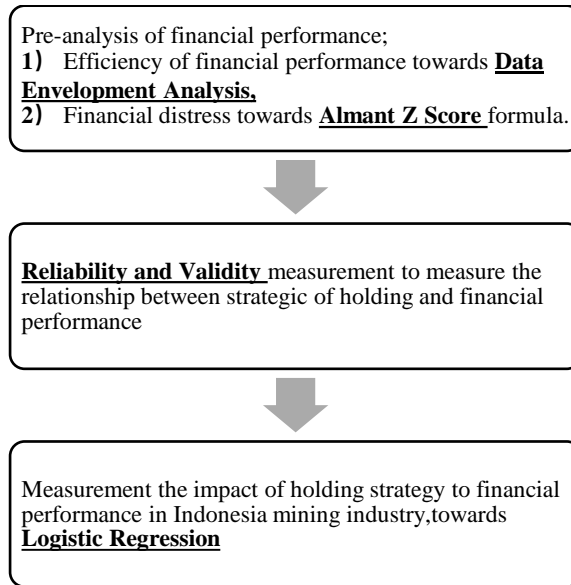 Pre-analysis of financial performance;
1) Efficiency of financial performance towards Data
Envelopment Analysis,
2) Financial distress towards Almant Z Score formula.
Reliability and Validity measurement to measure the
relationship between strategic of holding and financial
performance
Measurement the impact of holding strategy to financial
performance in Indonesia mining industry,towards
Logistic Regression